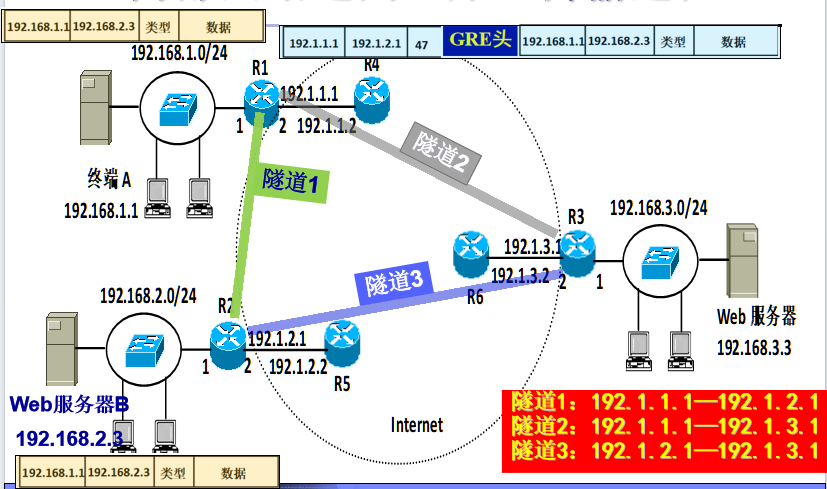 192.168.1.1 192.168.2.3 类型 数据
192.1.1.1 192.1.2.1 47 GRE头 192.168.1.1 192.168.2.3 类型 数据
192.168.1.0/24
R1
R4
192.1.1.1
1 2 192.1.1.2
隧道2
隧道1
终端 A
192.168.1.1
R3
192.168.3.0/24
192.1.3.1
192.1.3.2 2 1
R6
隧道3
Web 服务器
192.168.3.3
192.168.2.0/24
R2
192.1.2.1
1 2 192.1.2.2
R5
Web服务器B
192.168.2.3
Internet
隧道1：192.1.1.1—192.1.2.1
隧道2：192.1.1.1—192.1.3.1
隧道3：192.1.2.1—192.1.3.1
192.168.1.1 192.168.2.3 类型 数据